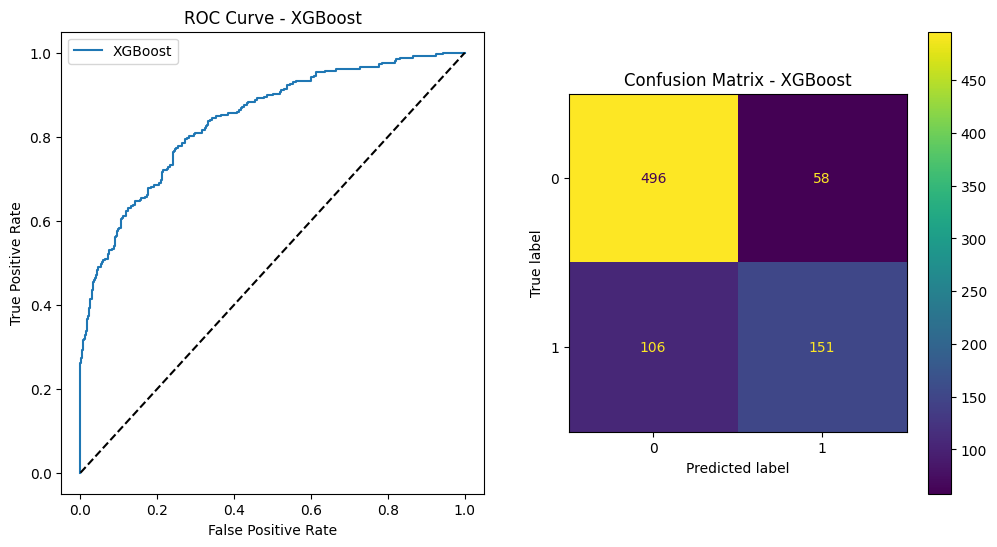 ROC Curve - XGBoost
XGBoost
1.0
0.8
0.6
0.4
0.2
0.0
True Positive Rate
0.0 0.2 0.4 0.6 0.8 1.0
False Positive Rate
Confusion Matrix - XGBoost
0
1
True label
496 58
106 151
0 1
Predicted label
450
400
350
300
250
200
150
100